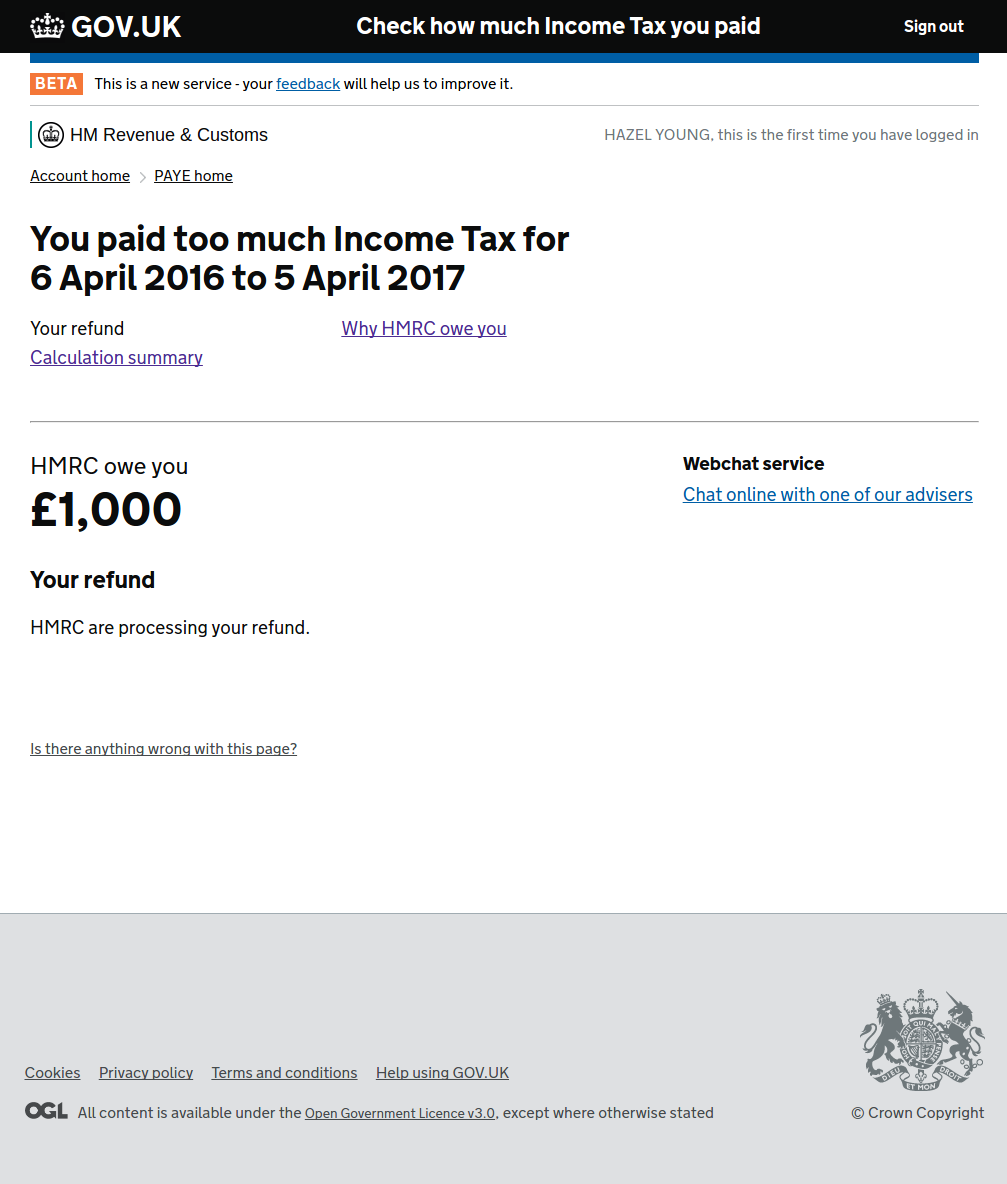 GOV.UK Check how much Income Tax you paid Sign out
BETA This is a new service - your feedback will help us to improve it.
HM Revenue & Customs HAZEL YOUNG, this is the first time you have logged in
Account home PAYE home
You paid too much Income Tax for
6 April 2016 to 5 April 2017
Your refund Why HMRC owe you
Calculation summary
HMRC owe you
£1,000
Webchat service
Chat online with one of our advisers
Your refund
HMRC are processing your refund.
Is there anything wrong with this page?
Cookies Privacy policy Terms and conditions Help using GOV.UK
OGL All content is available under the Open Government Licence v3.0, except where otherwise stated
DIEU ET MON DROIT
© Crown Copyright